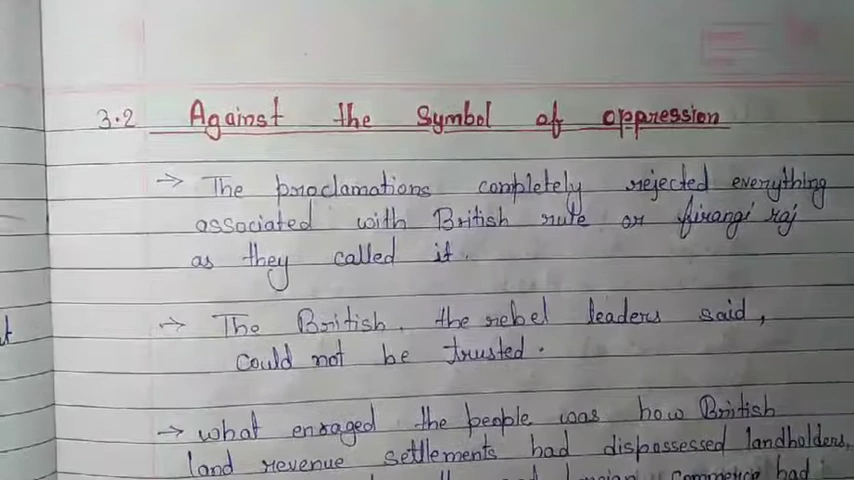 3.2 Against the Symbol of oppression
→ The proclamations completely rejected everything
associated with British rule or firangi raj
as they called it.
→ The British, the rebel leaders said,
could not be trusted.
→ what enraged the people was how British
land revenue settlements had dispossessed landholders,
commerce had